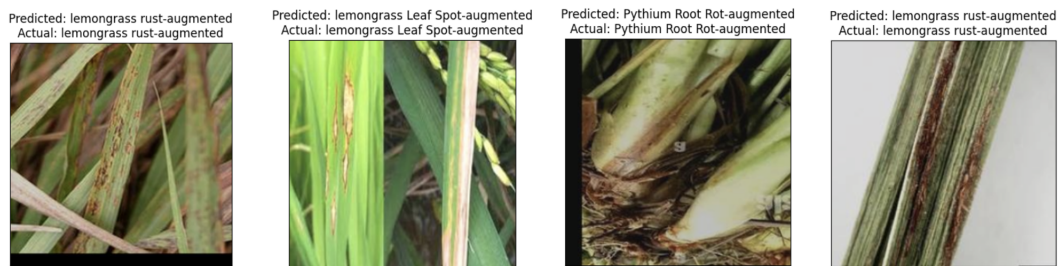 Predicted: lemongrass rust-augmented
Actual: lemongrass rust-augmented
Predicted: lemongrass Leaf Spot-augmented
Actual: lemongrass Leaf Spot-augmented
Predicted: Pythium Root Rot-augmented
Actual: Pythium Root Rot-augmented
Predicted: lemongrass rust-augmented
Actual: lemongrass rust-augmented